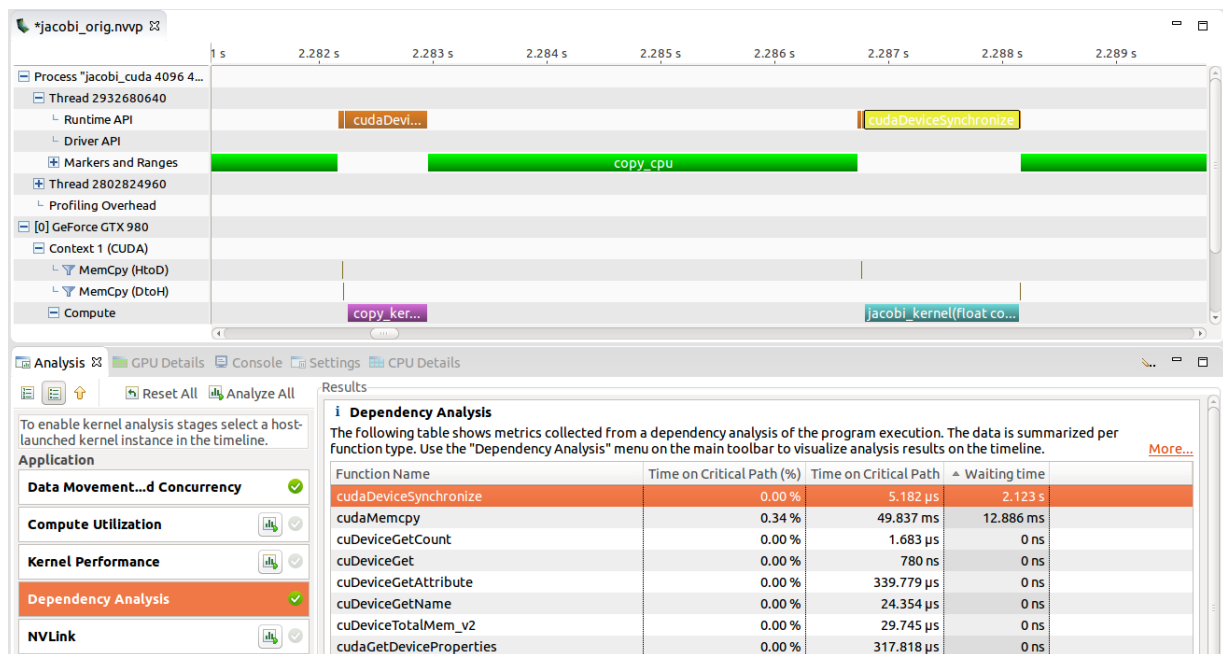 *jacobi_orig.nvvp
1 s 2.282 s 2.283 s 2.284 s 2.285 s 2.286 s 2.287 s 2.288 s 2.289 s
Process "jacobi_cuda 4096 4...
Thread 2932680640
Runtime API cudaDevi... cudaDeviceSynchronize
Driver API
Markers and Ranges copy_cpu
Thread 2802824960
Profiling Overhead
[0] GeForce GTX 980
Context 1 (CUDA)
MemCpy (HtoD)
MemCpy (DtoH)
Compute copy_ker... jacobi_kernel(float co...
Analysis GPU Details Console Settings CPU Details
Reset All Analyze All
To enable kernel analysis stages select a host-
launched kernel instance in the timeline.
Application
Data Movement...d Concurrency
Compute Utilization
Kernel Performance
Dependency Analysis
NVLink
Results
i Dependency Analysis
The following table shows metrics collected from a dependency analysis of the program execution. The data is summarized per
function type. Use the "Dependency Analysis" menu on the main toolbar to visualize analysis results on the timeline. More...
Function Name Time on Critical Path (%) Time on Critical Path Waiting time
cudaDeviceSynchronize 0.00 % 5.182 µs 2.123 s
cudaMemcpy 0.34 % 49.837 ms 12.886 ms
cuDeviceGetCount 0.00 % 1.683 µs 0 ns
cuDeviceGet 0.00 % 780 ns 0 ns
cuDeviceGetAttribute 0.00 % 339.779 µs 0 ns
cuDeviceGetName 0.00 % 24.354 µs 0 ns
cuDeviceTotalMem_v2 0.00 % 29.745 µs 0 ns
cudaGetDeviceProperties 0.00 % 317.818 µs 0 ns